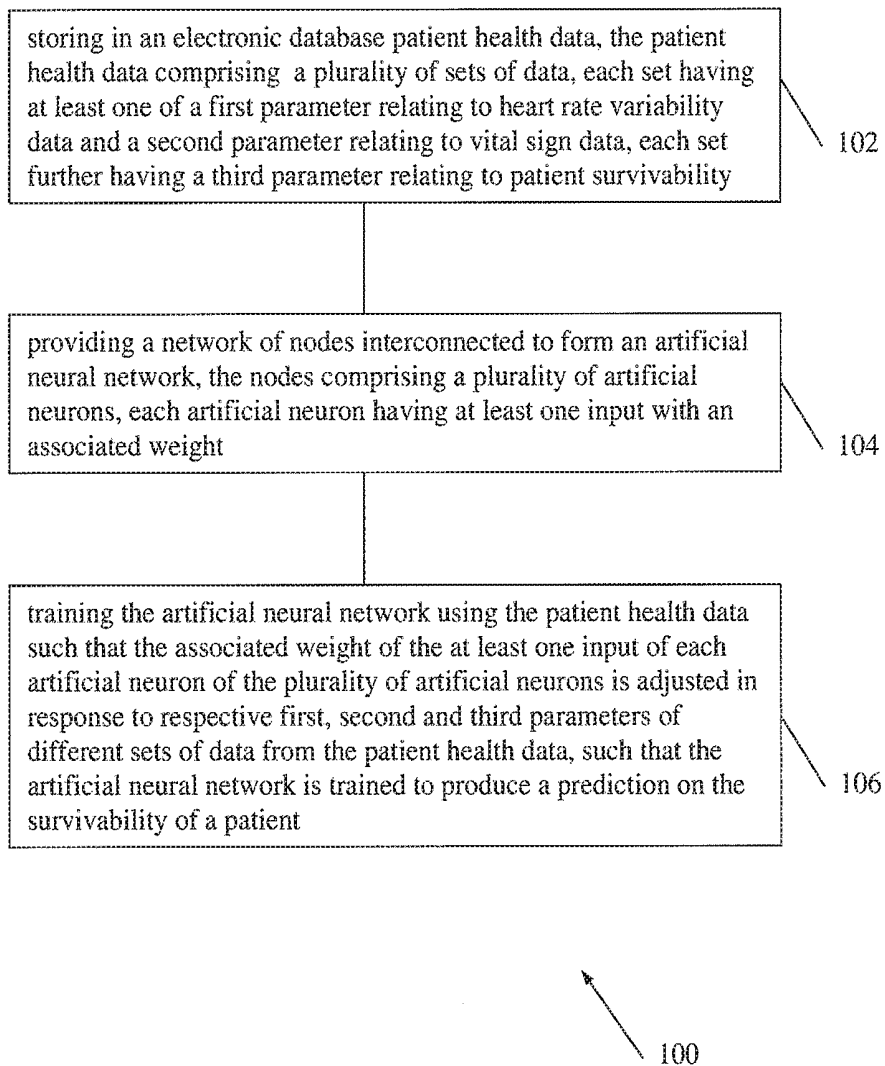 storing in an electronic database patient health data, the patient
health data comprising a plurality of sets of data, each set having
at least one of a first parameter relating to heart rate variability
data and a second parameter relating to vital sign data, each set
further having a third parameter relating to patient survivability
102
providing a network of nodes interconnected to form an artificial
neural network, the nodes comprising a plurality of artificial
neurons, each artificial neuron having at least one input with an
associated weight
104
training the artificial neural network using the patient health data
such that the associated weight of the at least one input of each
artificial neuron of the plurality of artificial neurons is adjusted in
response to respective first, second and third parameters of
different sets of data from the patient health data, such that the
artificial neural network is trained to produce a prediction on the
survivability of a patient
106
100